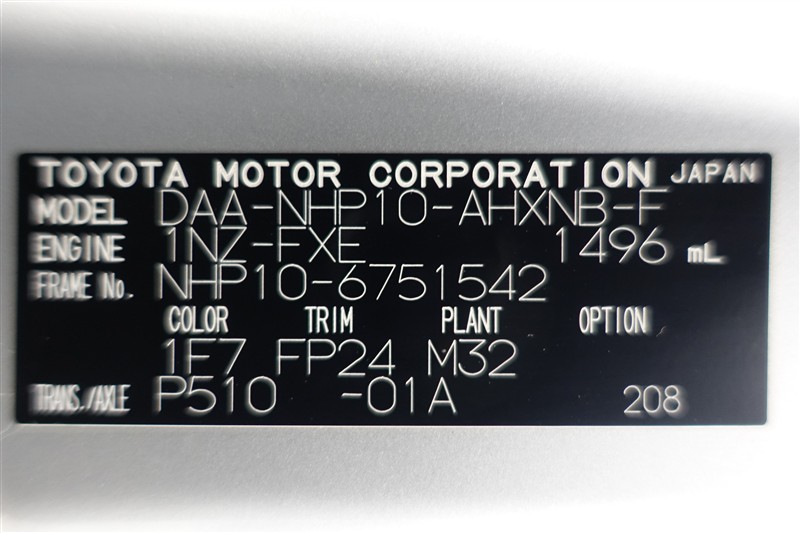 TOYOTA MOTOR CORPORATION JAPAN
MODEL DAA-NHP10-AHXNB-F
ENGINE 1NZ-FXE 1496 mL
FRAME No. NHP10-6751542
COLOR TRIM PLANT OPTION
1F7 FP24 M32
TRANS./AXLE P510 -01A 208